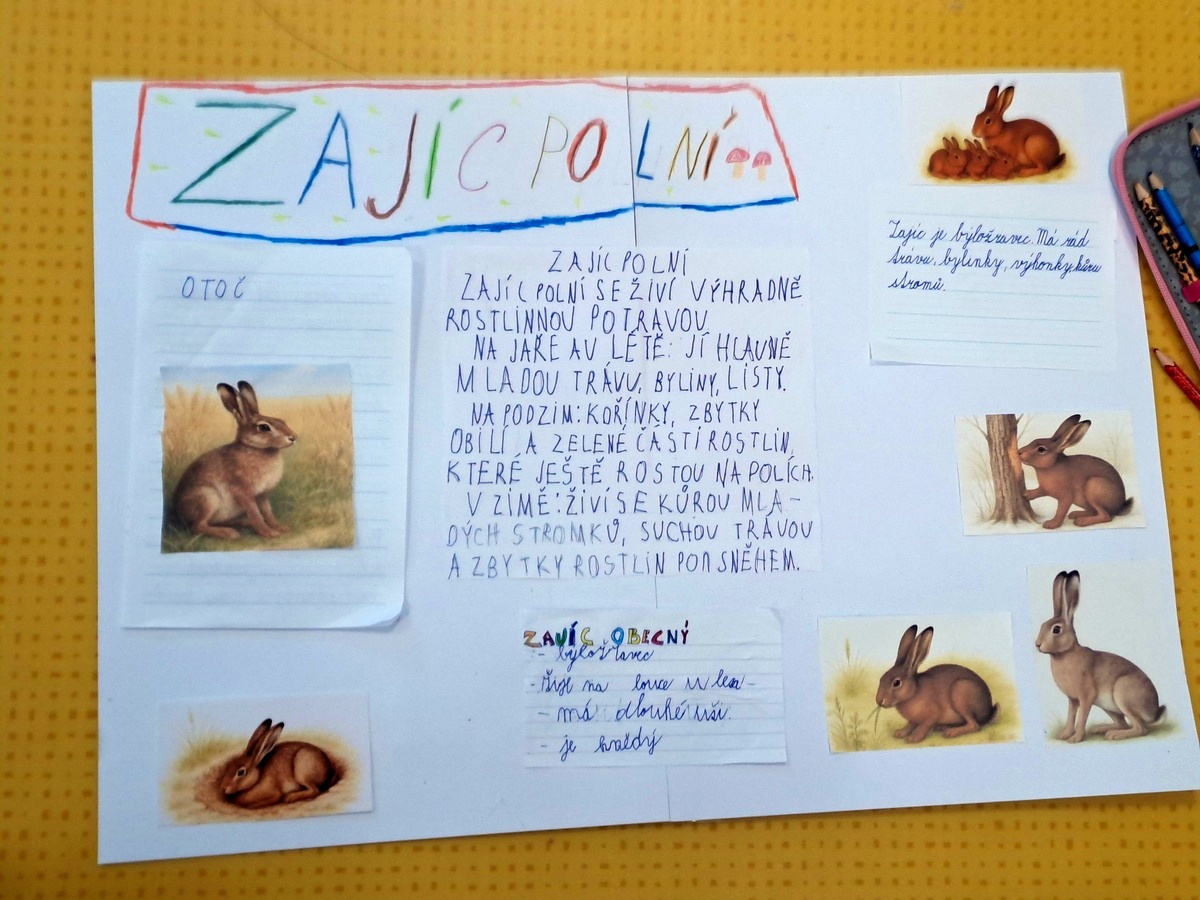 ZAJÍC POLNÍ
OTOČ
ZAJÍC POLNÍ
ZAJÍC POLNÍ SE ŽIVÍ VÝHRADNĚ
ROSTLINNOU POTRAVOU
NA JAŘE A V LÉTĚ: JÍ HLAVNĚ
MLADOU TRÁVU, BYLINY, LISTY.
NA PODZIM: KOŘÍNKY, ZBYTKY
OBILÍ A ZELENÉ ČÁSTI ROSTLIN,
KTERÉ JEŠTĚ ROSTOU NA POLÍCH.
V ZIMĚ: ŽIVÍ SE KŮROU MLA-
DÝCH STROMKŮ, SUCHOU TRÁVOU
A ZBYTKY ROSTLIN POD SNĚHEM.
Zajíc je býložravec. Má rád
trávu, bylinky, výhonky, kůru
stromů.
ZAJÍC OBECNÝ
- býložravec
- žije na louce u lesa-
- má dlouhé uši.
- je hnědý